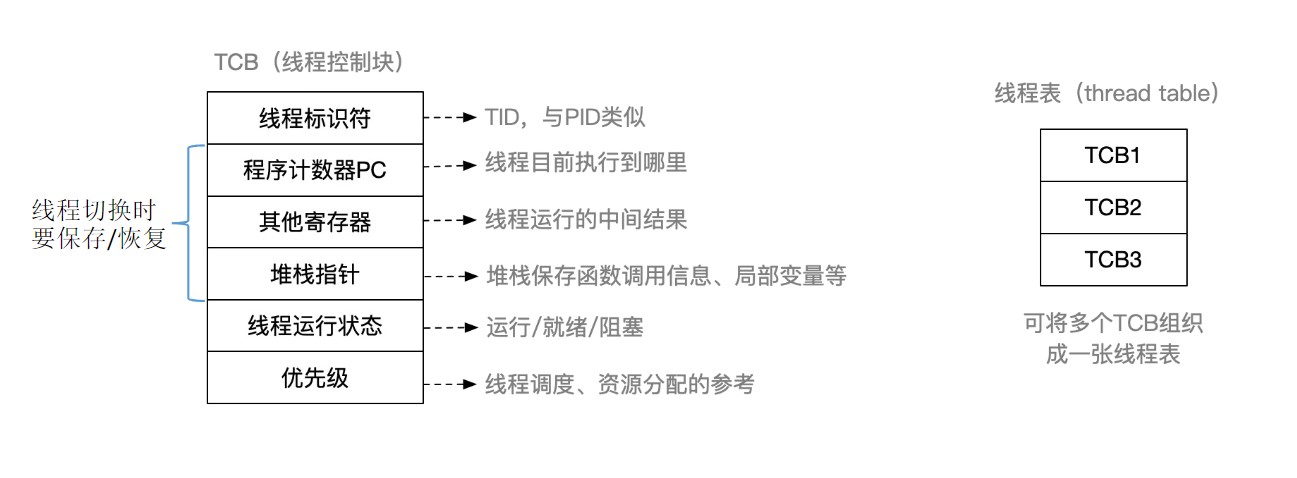 TCB（线程控制块）
线程标识符
TID，与PID类似
程序计数器PC
线程目前执行到哪里
其他寄存器
线程运行的中间结果
堆栈指针
堆栈保存函数调用信息、局部变量等
线程运行状态
运行/就绪/阻塞
优先级
线程调度、资源分配的参考
线程切换时
要保存/恢复
线程表（thread table）
TCB1
TCB2
TCB3
可将多个TCB组织
成一张线程表